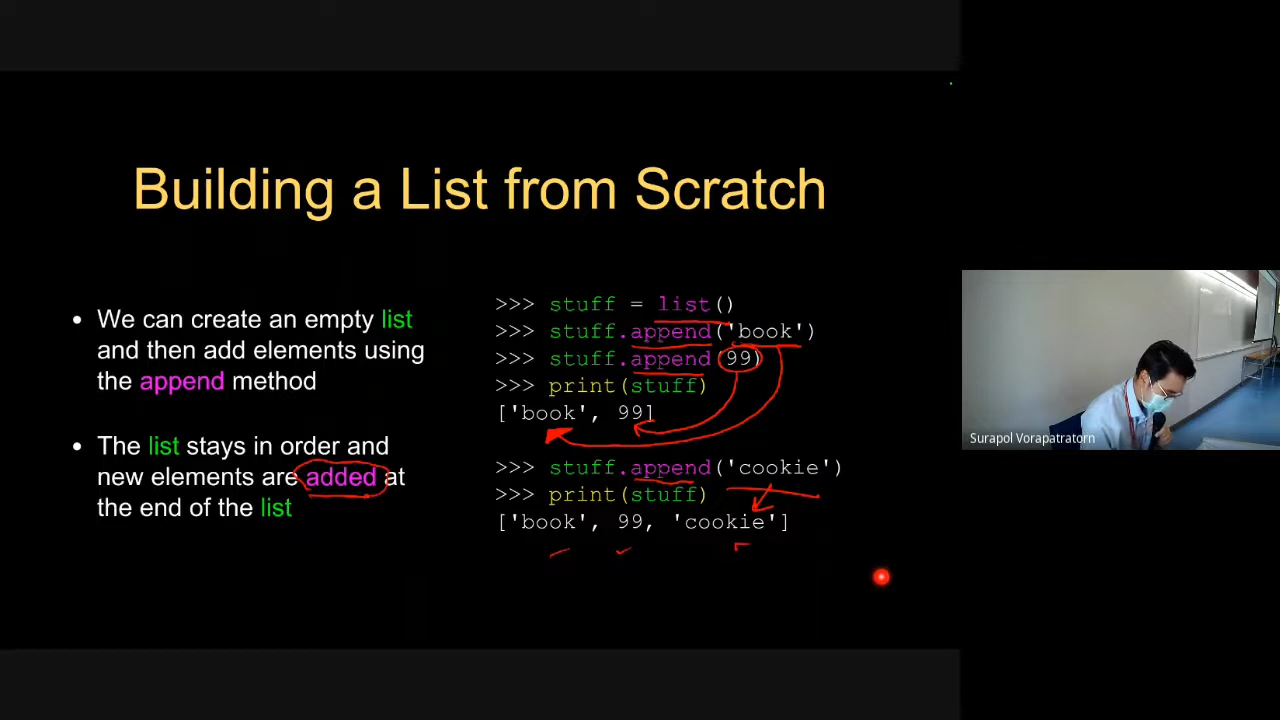 Building a List from Scratch
• We can create an empty list
and then add elements using
the append method
• The list stays in order and
new elements are added at
the end of the list
>>> stuff = list()
>>> stuff.append('book')
>>> stuff.append(99)
>>> print(stuff)
['book', 99]
>>> stuff.append('cookie')
>>> print(stuff)
['book', 99, 'cookie']
Surapol Vorapatratorn